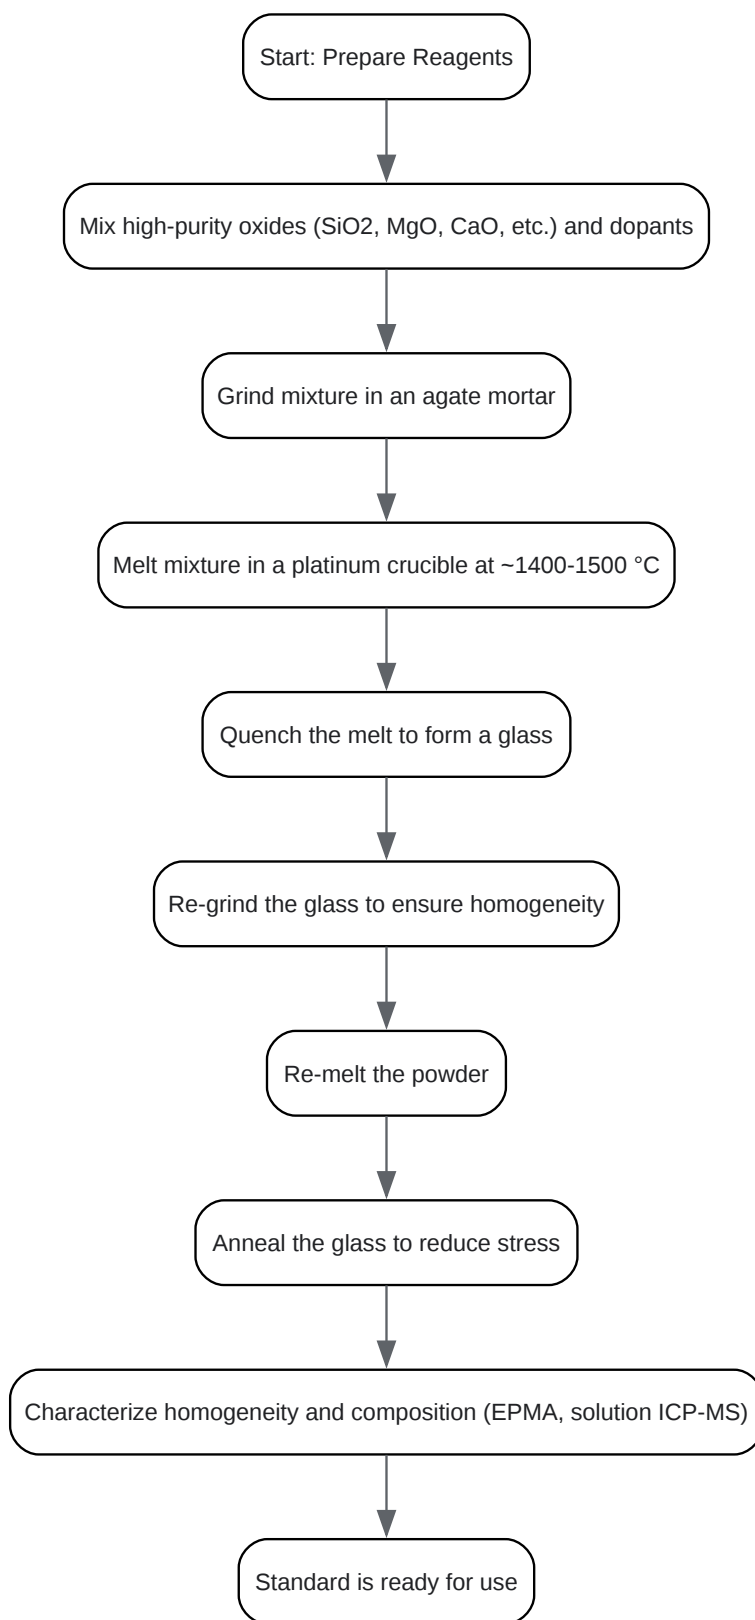 Start: Prepare Reagents
Mix high-purity oxides (SiO2, MgO, CaO, etc.) and dopants
Grind mixture in an agate mortar
Melt mixture in a platinum crucible at ~1400-1500 °C
Quench the melt to form a glass
Re-grind the glass to ensure homogeneity
Re-melt the powder
Anneal the glass to reduce stress
Characterize homogeneity and composition (EPMA, solution ICP-MS)
Standard is ready for use